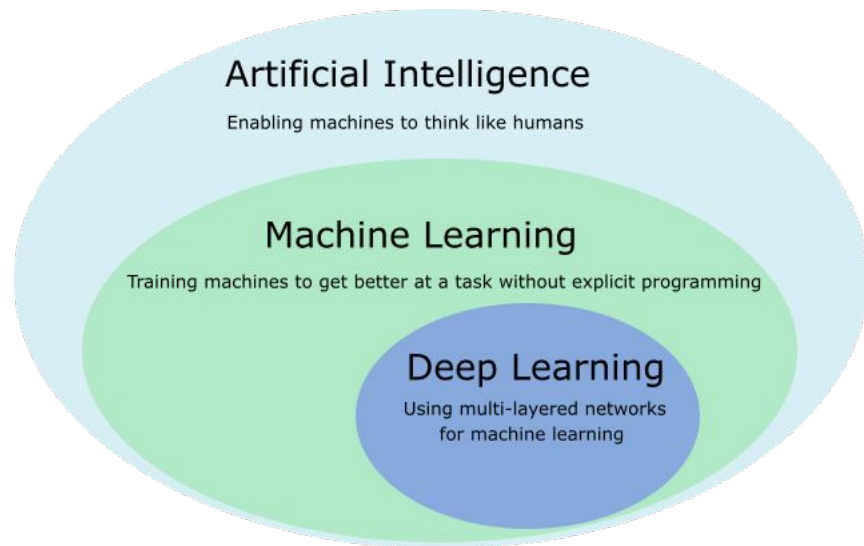 Artificial Intelligence
Enabling machines to think like humans
Machine Learning
Training machines to get better at a task without explicit programming
Deep Learning
Using multi-layered networks
for machine learning